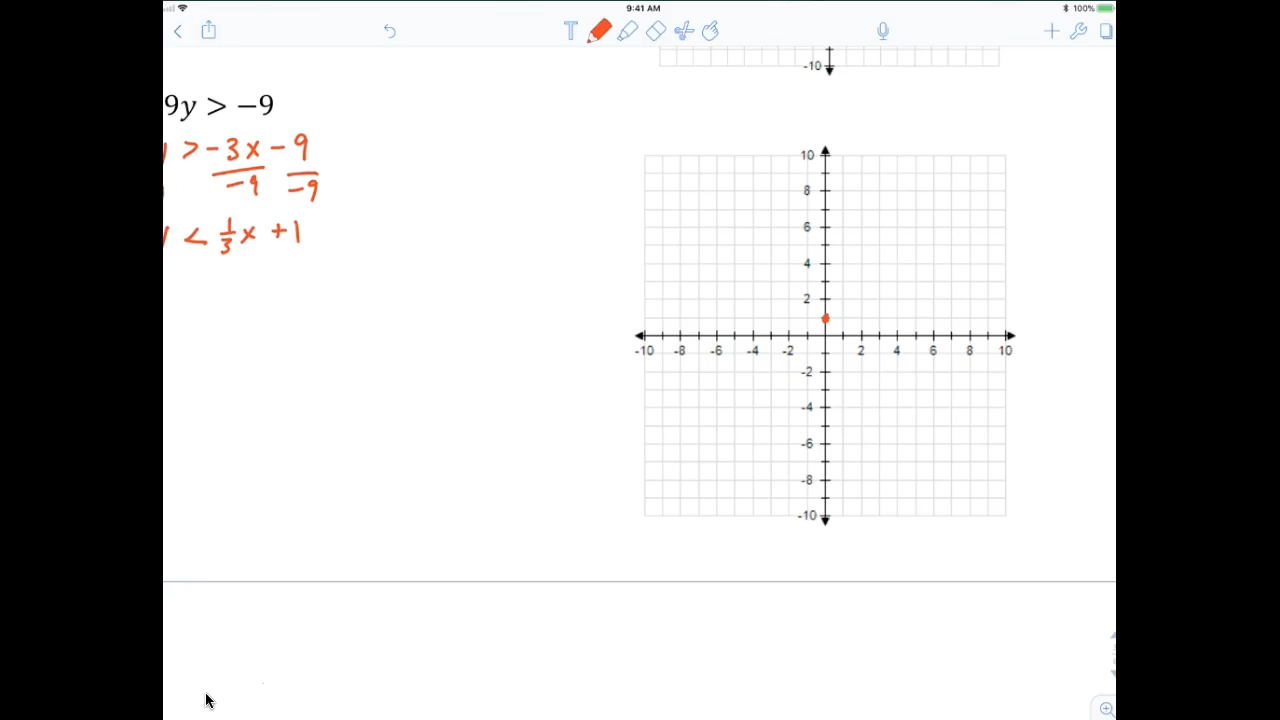 9:41 AM
100%
T
-10
9y > −9
y > -3x - 9
-9 -9
y < 1/3 x + 1
10
8
6
4
2
-10 -8 -6 -4 -2 2 4 6 8 10
-2
-4
-6
-8
-10